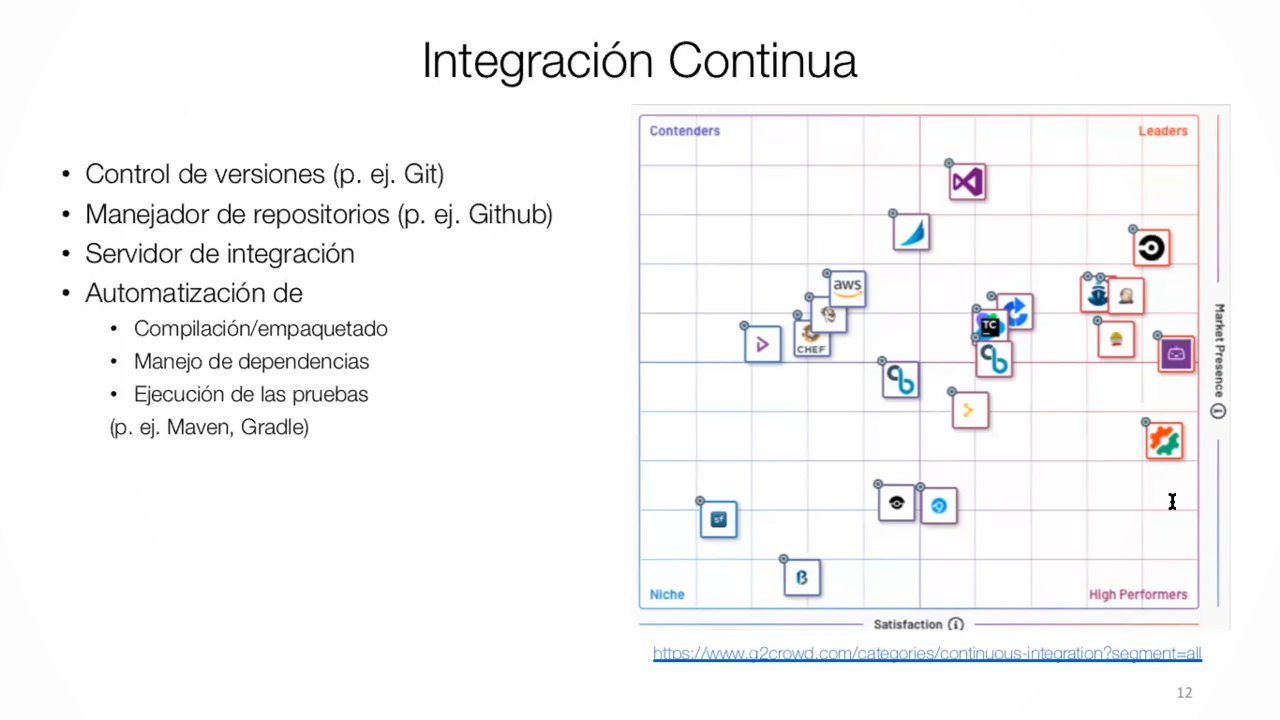 Integración Continua
• Control de versiones (p. ej. Git)
• Manejador de repositorios (p. ej. Github)
• Servidor de integración
• Automatización de
• Compilación/empaquetado
• Manejo de dependencias
• Ejecución de las pruebas
(p. ej. Maven, Gradle)
Contenders
Leaders
aws
CHEF
TC
Market Presence
Niche
High Performers
Satisfaction
https://www.g2crowd.com/categories/continuous-integration?segment=all
12